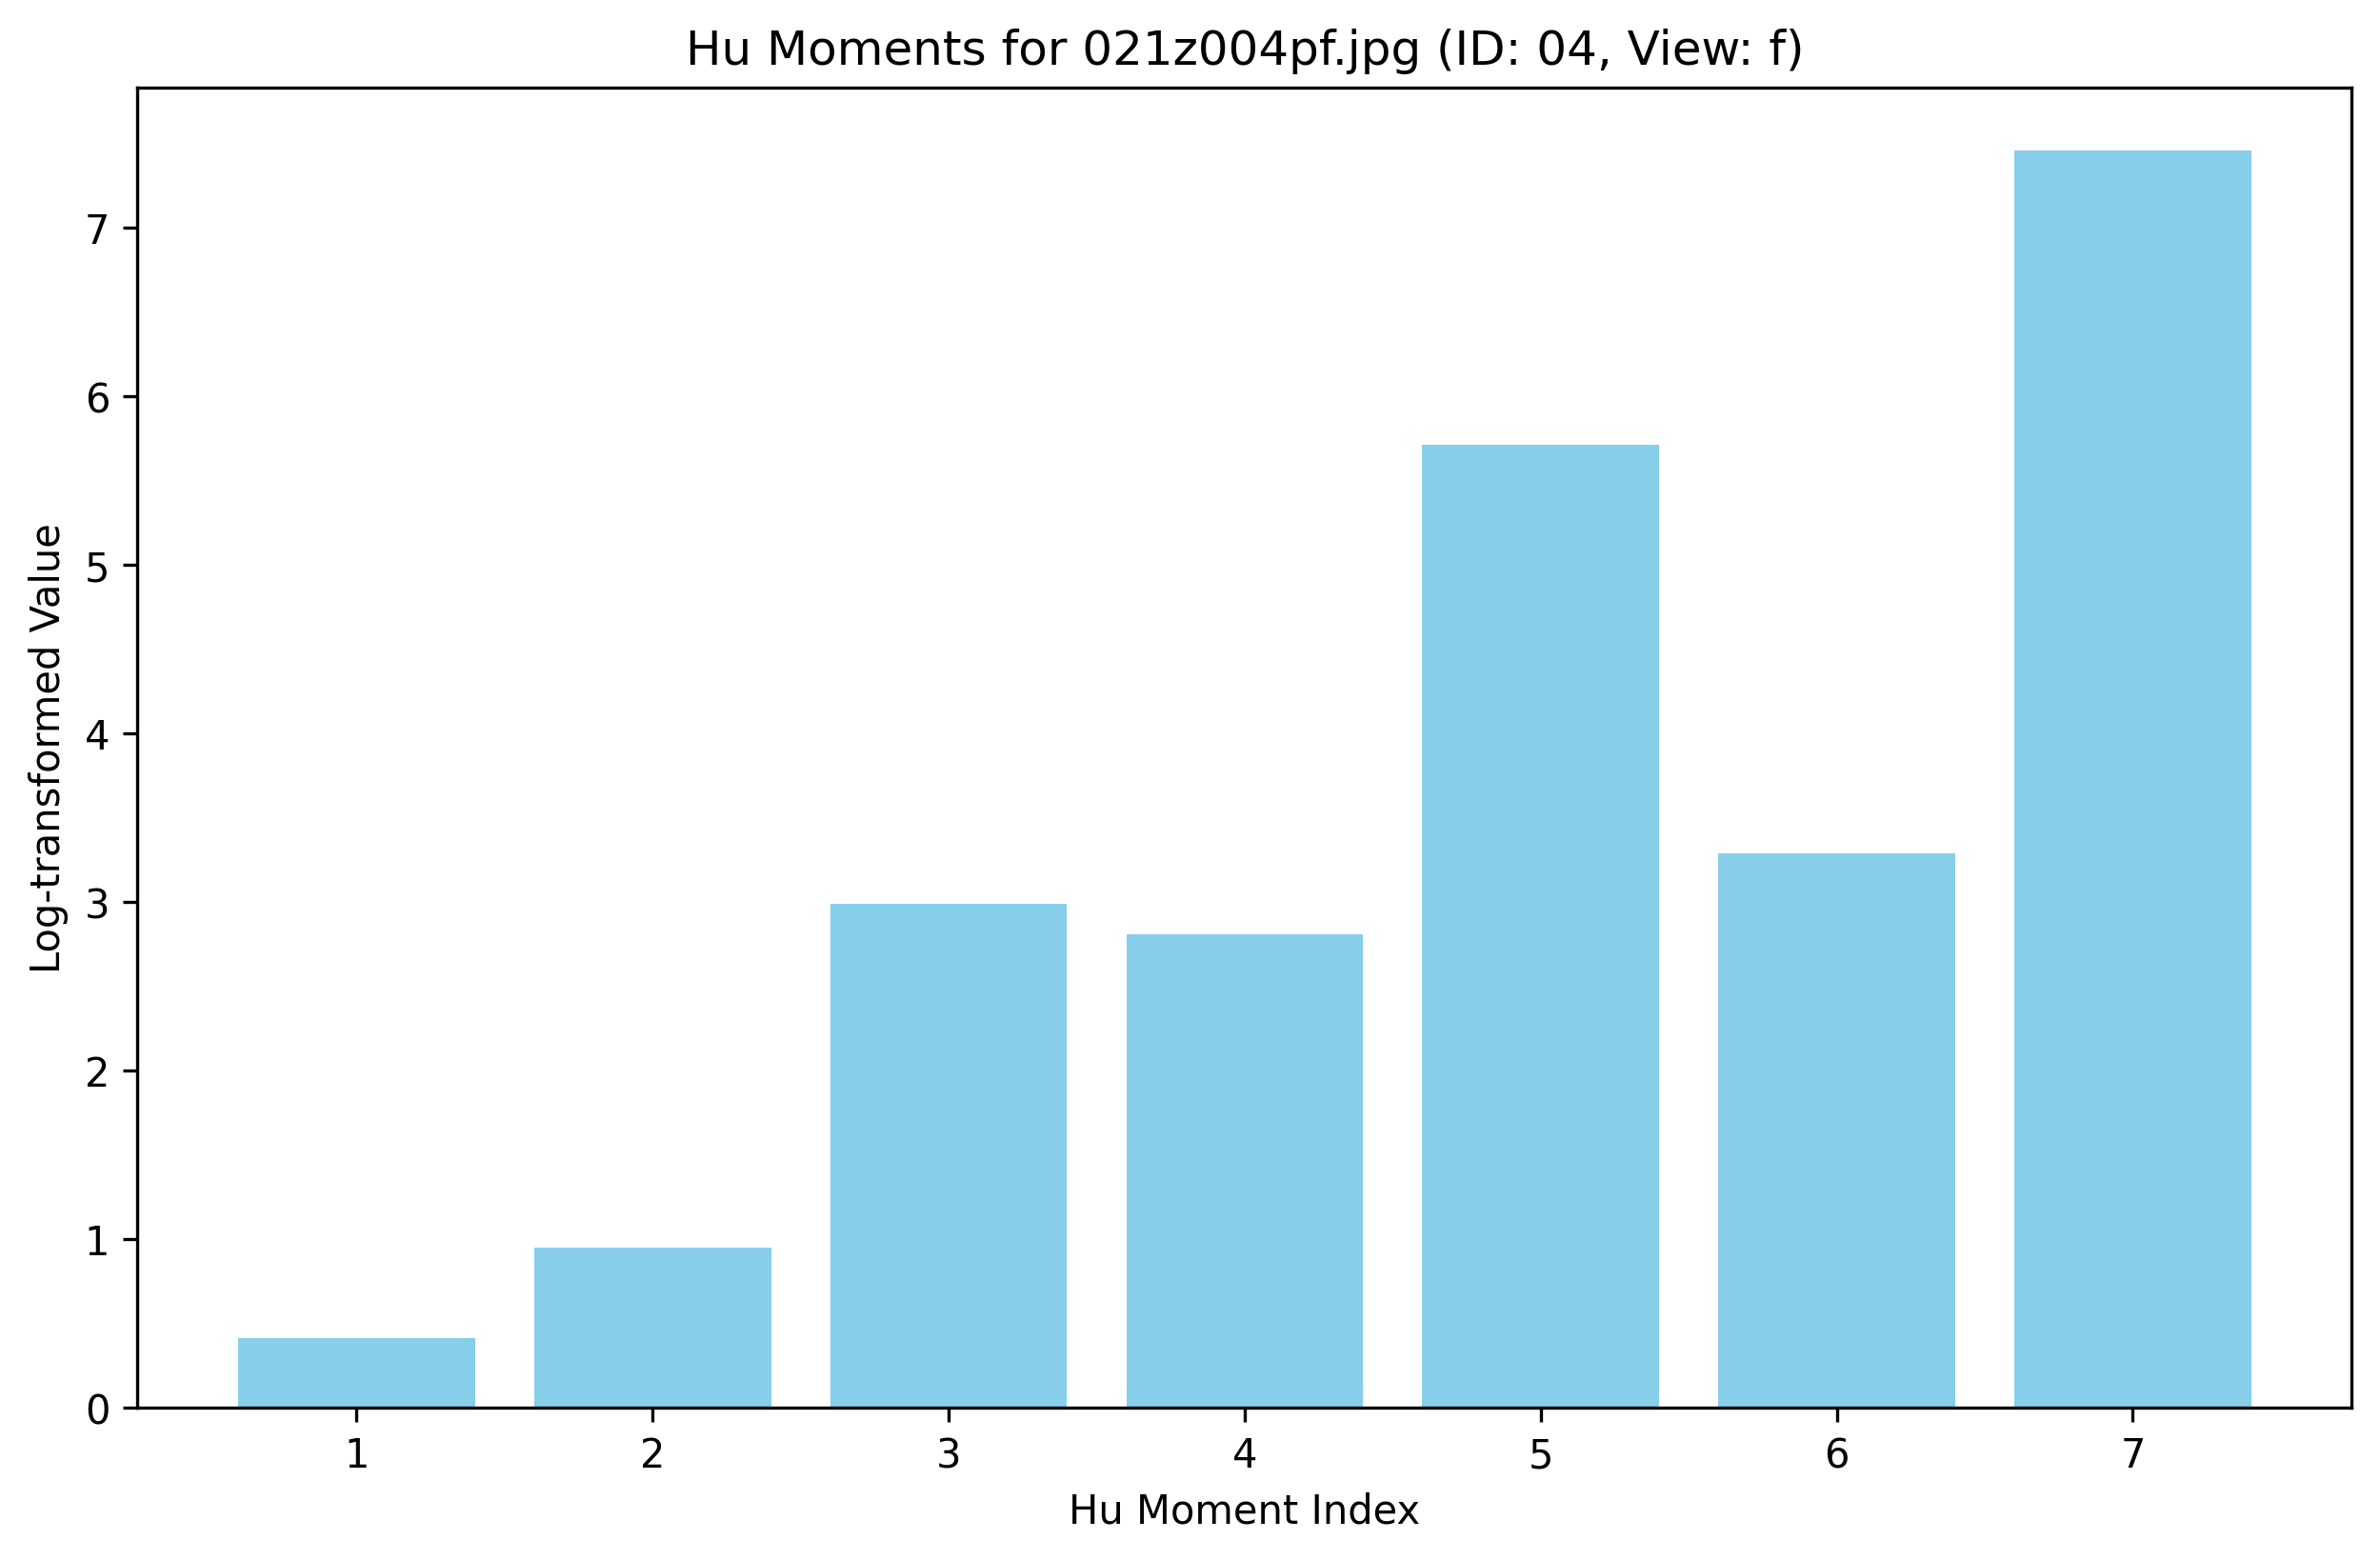 Hu Moments for 021z004pf.jpg (ID: 04, View: f)
Log-transformed Value
7
6
5
4
3
2
1
0
1 2 3 4 5 6 7
Hu Moment Index